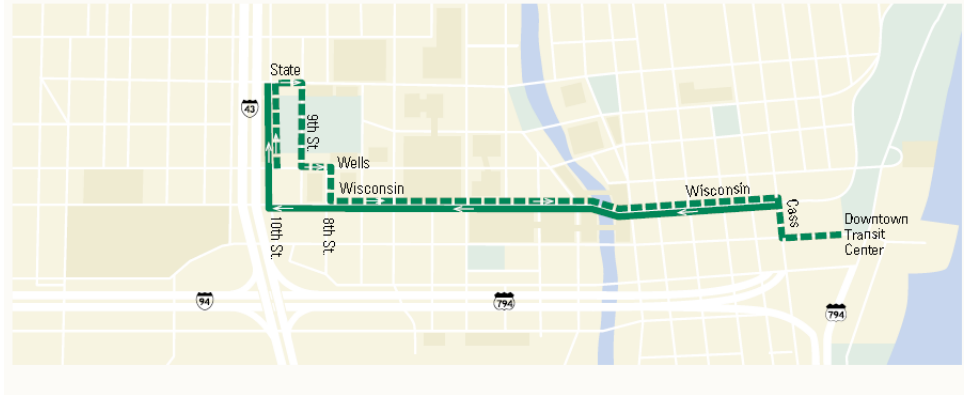 State
43
9th St.
Wells
Wisconsin
Wisconsin
Cass
10th St.
8th St.
Downtown
Transit
Center
94
794
794